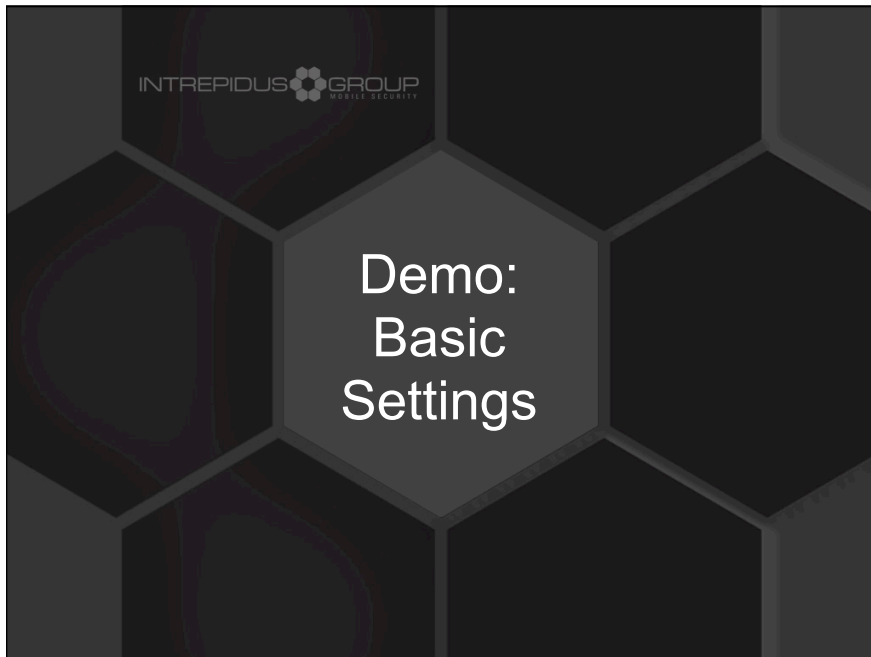 INTREPIDUS GROUP
MOBILE SECURITY
Demo:
Basic
Settings